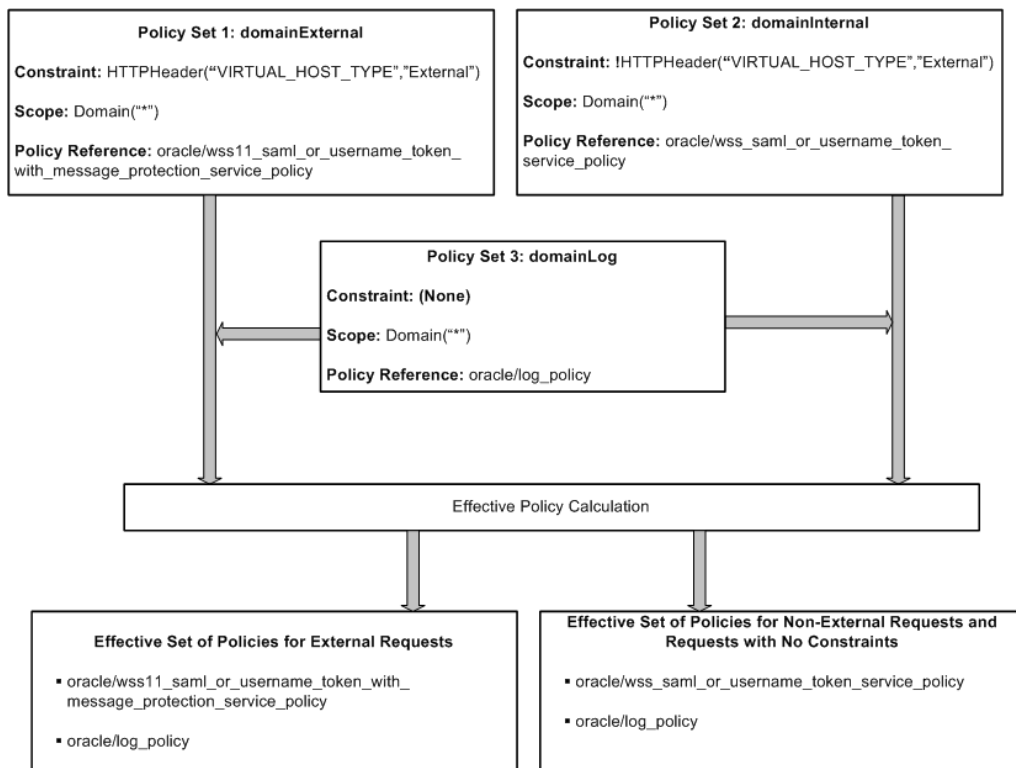 Policy Set 1: domainExternal
Constraint: HTTPHeader(“VIRTUAL_HOST_TYPE”,”External”)
Scope: Domain(“*”)
Policy Reference: oracle/wss11_saml_or_username_token_
with_message_protection_service_policy
Policy Set 2: domainInternal
Constraint: !HTTPHeader(“VIRTUAL_HOST_TYPE”,”External”)
Scope: Domain(“*”)
Policy Reference: oracle/wss_saml_or_username_token_
service_policy
Policy Set 3: domainLog
Constraint: (None)
Scope: Domain(“*”)
Policy Reference: oracle/log_policy
Effective Policy Calculation
Effective Set of Policies for External Requests
▪ oracle/wss11_saml_or_username_token_with_
message_protection_service_policy
▪ oracle/log_policy
Effective Set of Policies for Non-External Requests and
Requests with No Constraints
▪ oracle/wss_saml_or_username_token_service_policy
▪ oracle/log_policy